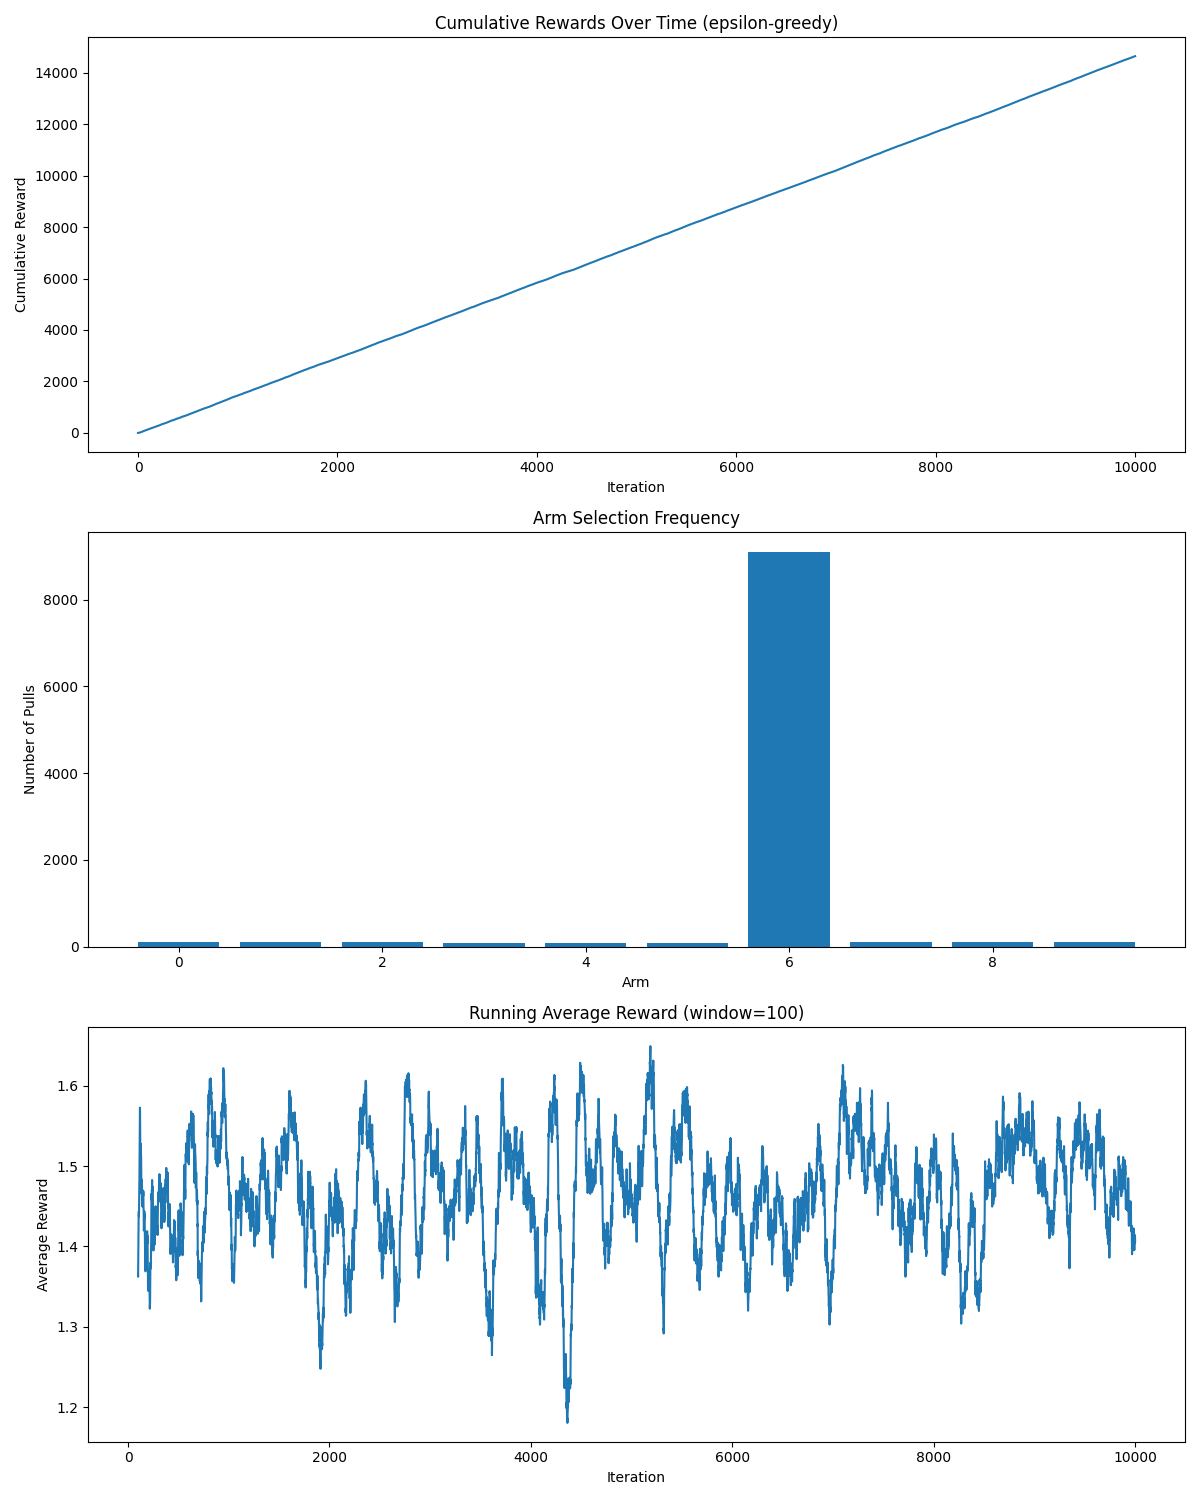 Cumulative Rewards Over Time (epsilon-greedy)
14000
12000
10000
8000
6000
4000
2000
0
Cumulative Reward
0 2000 4000 6000 8000 10000
Iteration
Arm Selection Frequency
8000
6000
4000
2000
0
Number of Pulls
0 2 4 6 8
Arm
Running Average Reward (window=100)
1.6
1.5
1.4
1.3
1.2
Average Reward
0 2000 4000 6000 8000 10000
Iteration